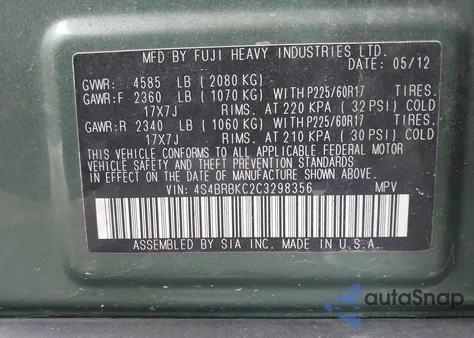 MFD BY FUJI HEAVY INDUSTRIES LTD.
DATE: 05/12
GVWR: 4585 LB (2080 KG)
GAWR:F 2360 LB (1070 KG) WITH P225/60R17 TIRES.
17X7J RIMS. AT 220 KPA (32 PSI) COLD
GAWR:R 2340 LB (1060 KG) WITH P225/60R17 TIRES.
17X7J RIMS. AT 210 KPA (30 PSI) COLD
THIS VEHICLE CONFORMS TO ALL APPLICABLE FEDERAL MOTOR
VEHICLE SAFETY AND THEFT PREVENTION STANDARDS
IN EFFECT ON THE DATE OF MANUFACTURE SHOWN ABOVE.
VIN: 4S4BRBKC2C3298356 MPV
ASSEMBLED BY SIA INC. MADE IN U.S.A.
autoSnap